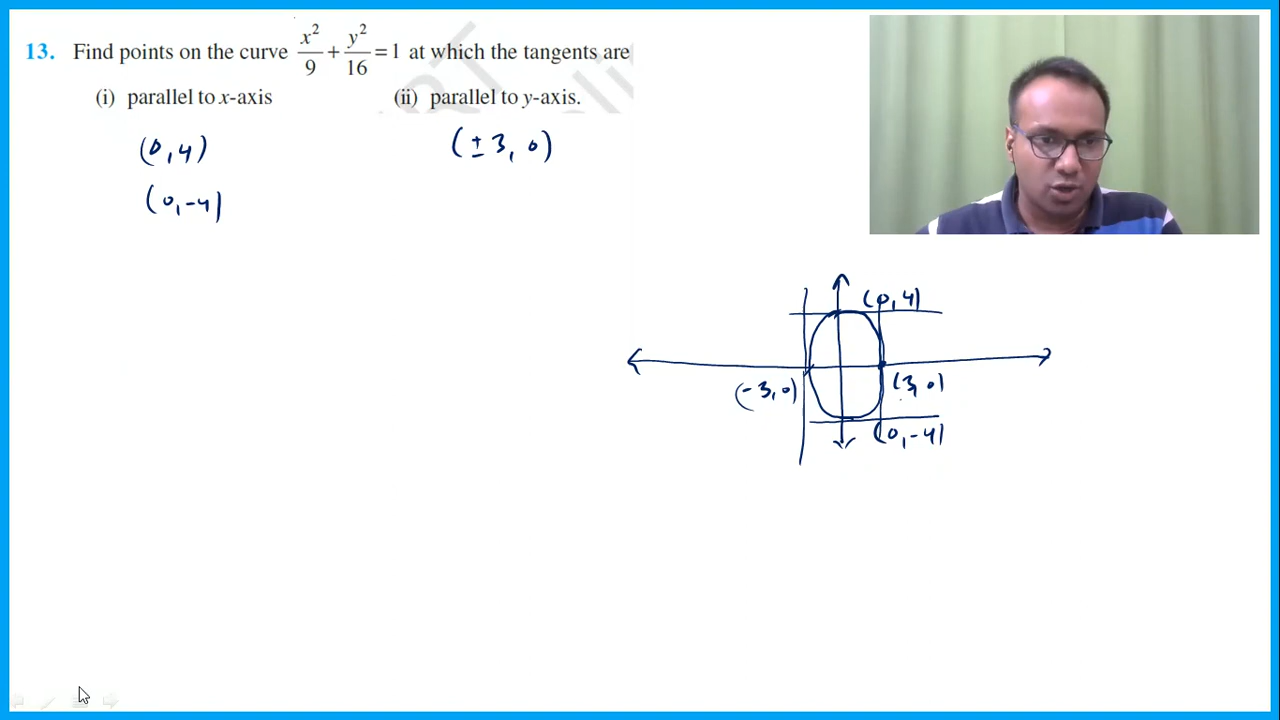 13. Find points on the curve x²/9 + y²/16 = 1 at which the tangents are
(i) parallel to x-axis (ii) parallel to y-axis.
(0,4) (±3, 0)
(0,-4)
(0,4)
(-3,0) (3,0)
(0,-4)